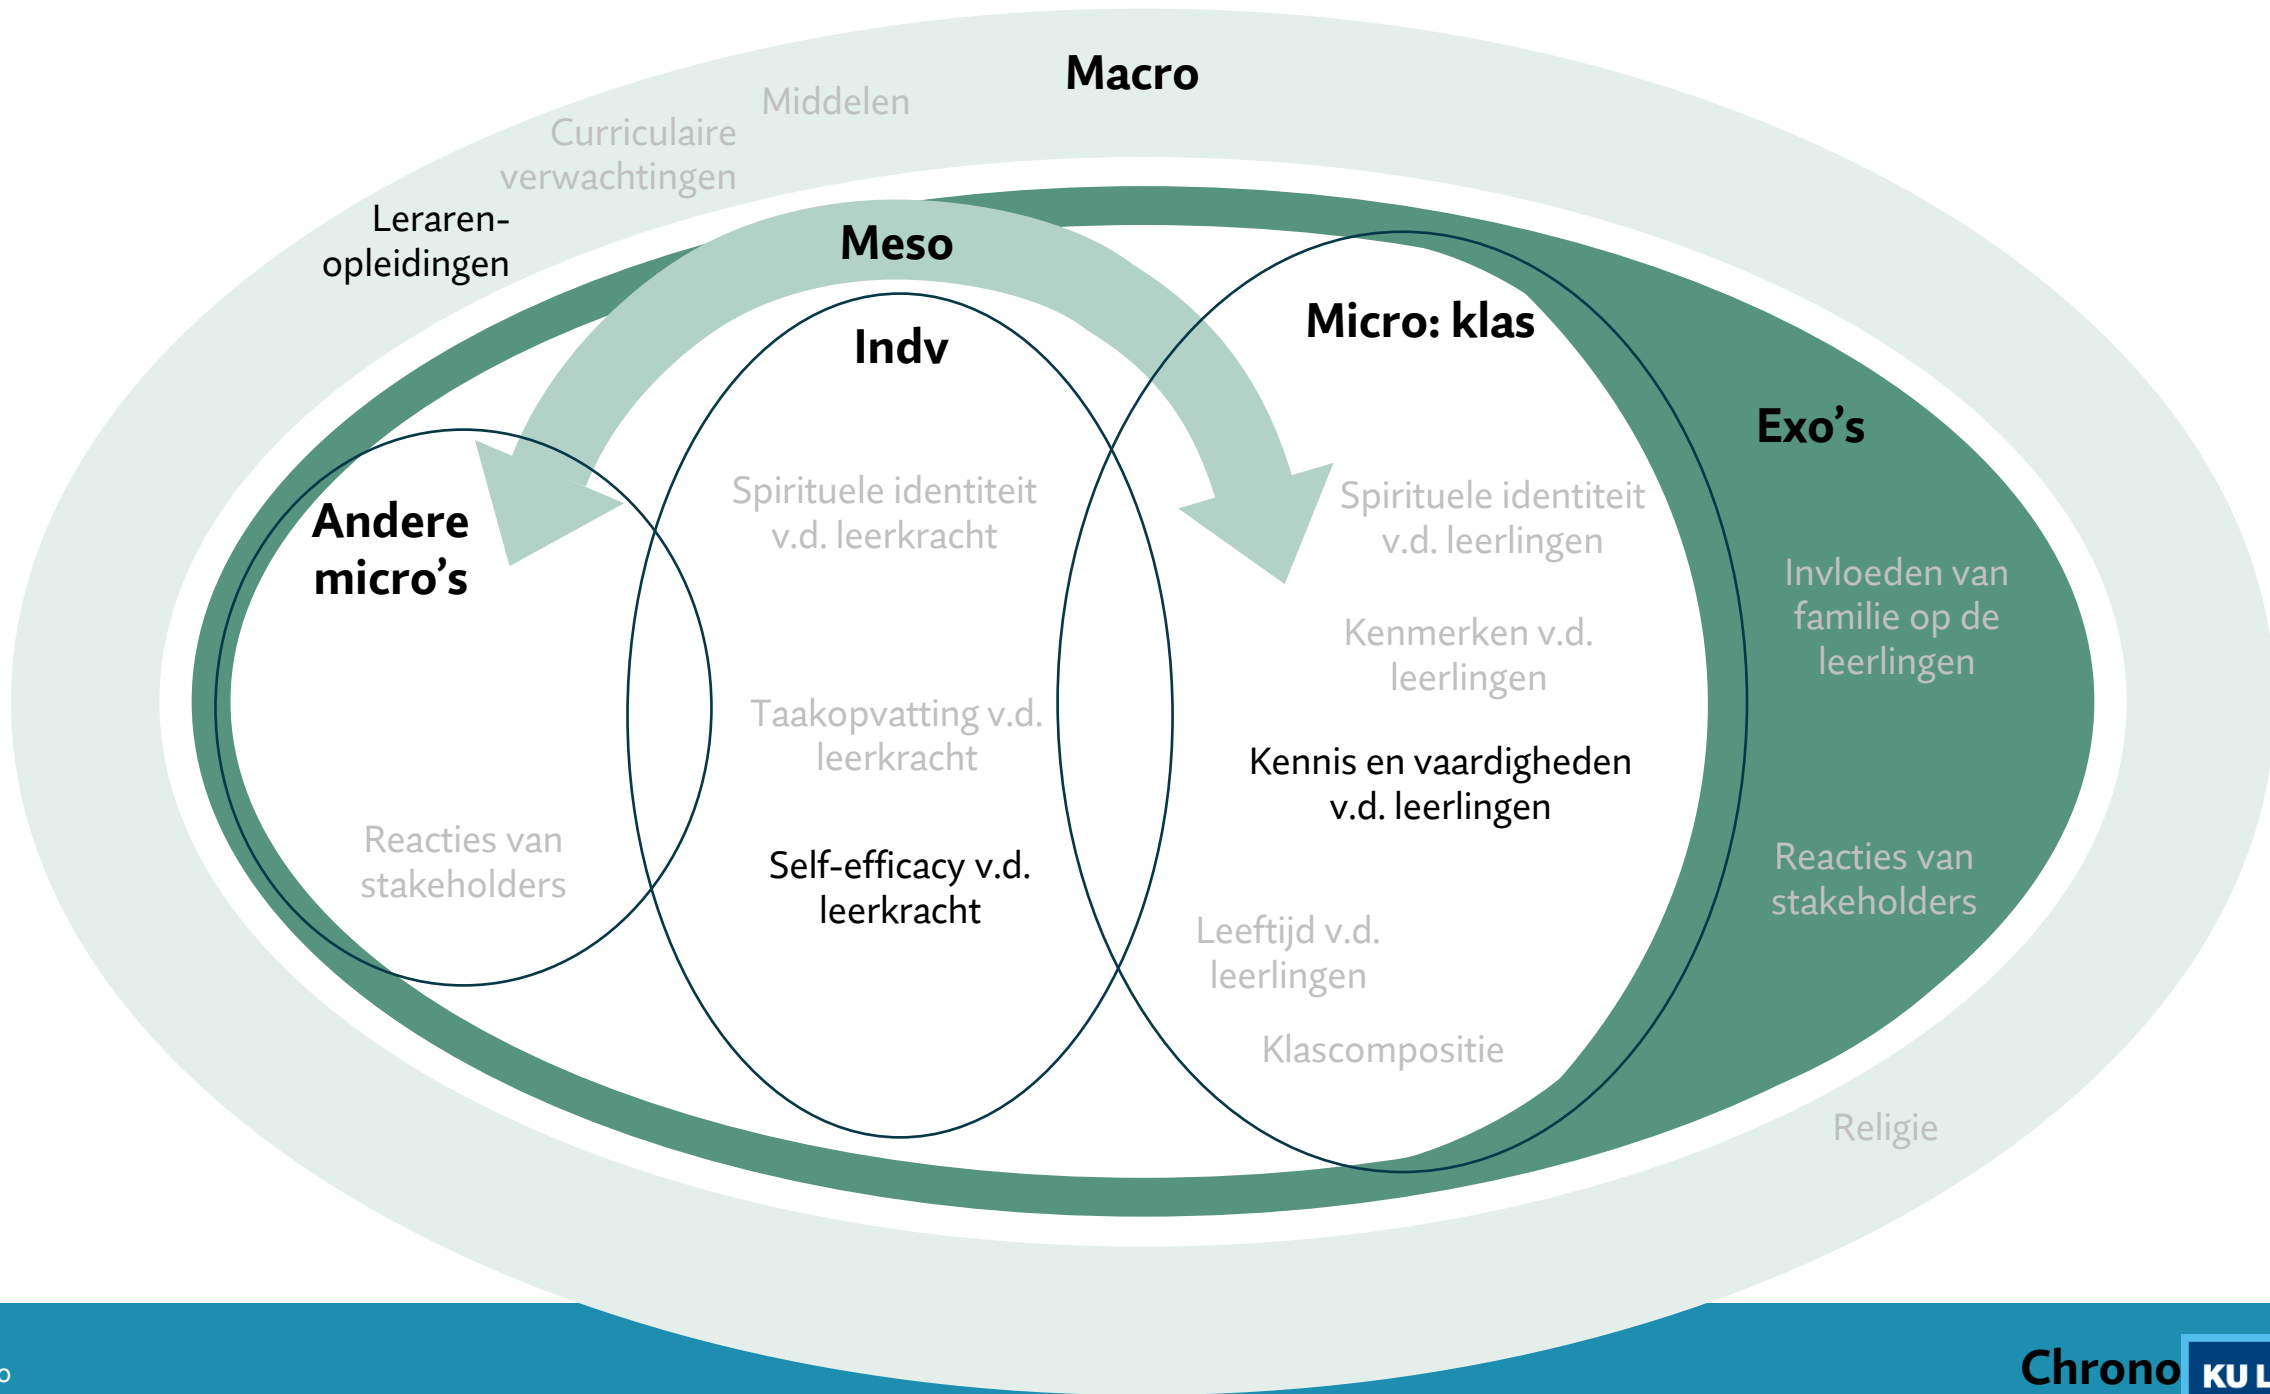 Macro
Middelen
Curriculaire
verwachtingen
Leraren-
opleidingen
Meso
Indv
Micro: klas
Exo's
Andere
micro's
Spirituele identiteit
v.d. leerkracht
Spirituele identiteit
v.d. leerlingen
Invloeden van
familie op de
leerlingen
Kenmerken v.d.
leerlingen
Taakopvatting v.d.
leerkracht
Kennis en vaardigheden
v.d. leerlingen
Reacties van
stakeholders
Self-efficacy v.d.
leerkracht
Reacties van
stakeholders
Leeftijd v.d.
leerlingen
Klascompositie
Religie
Chrono
KU L